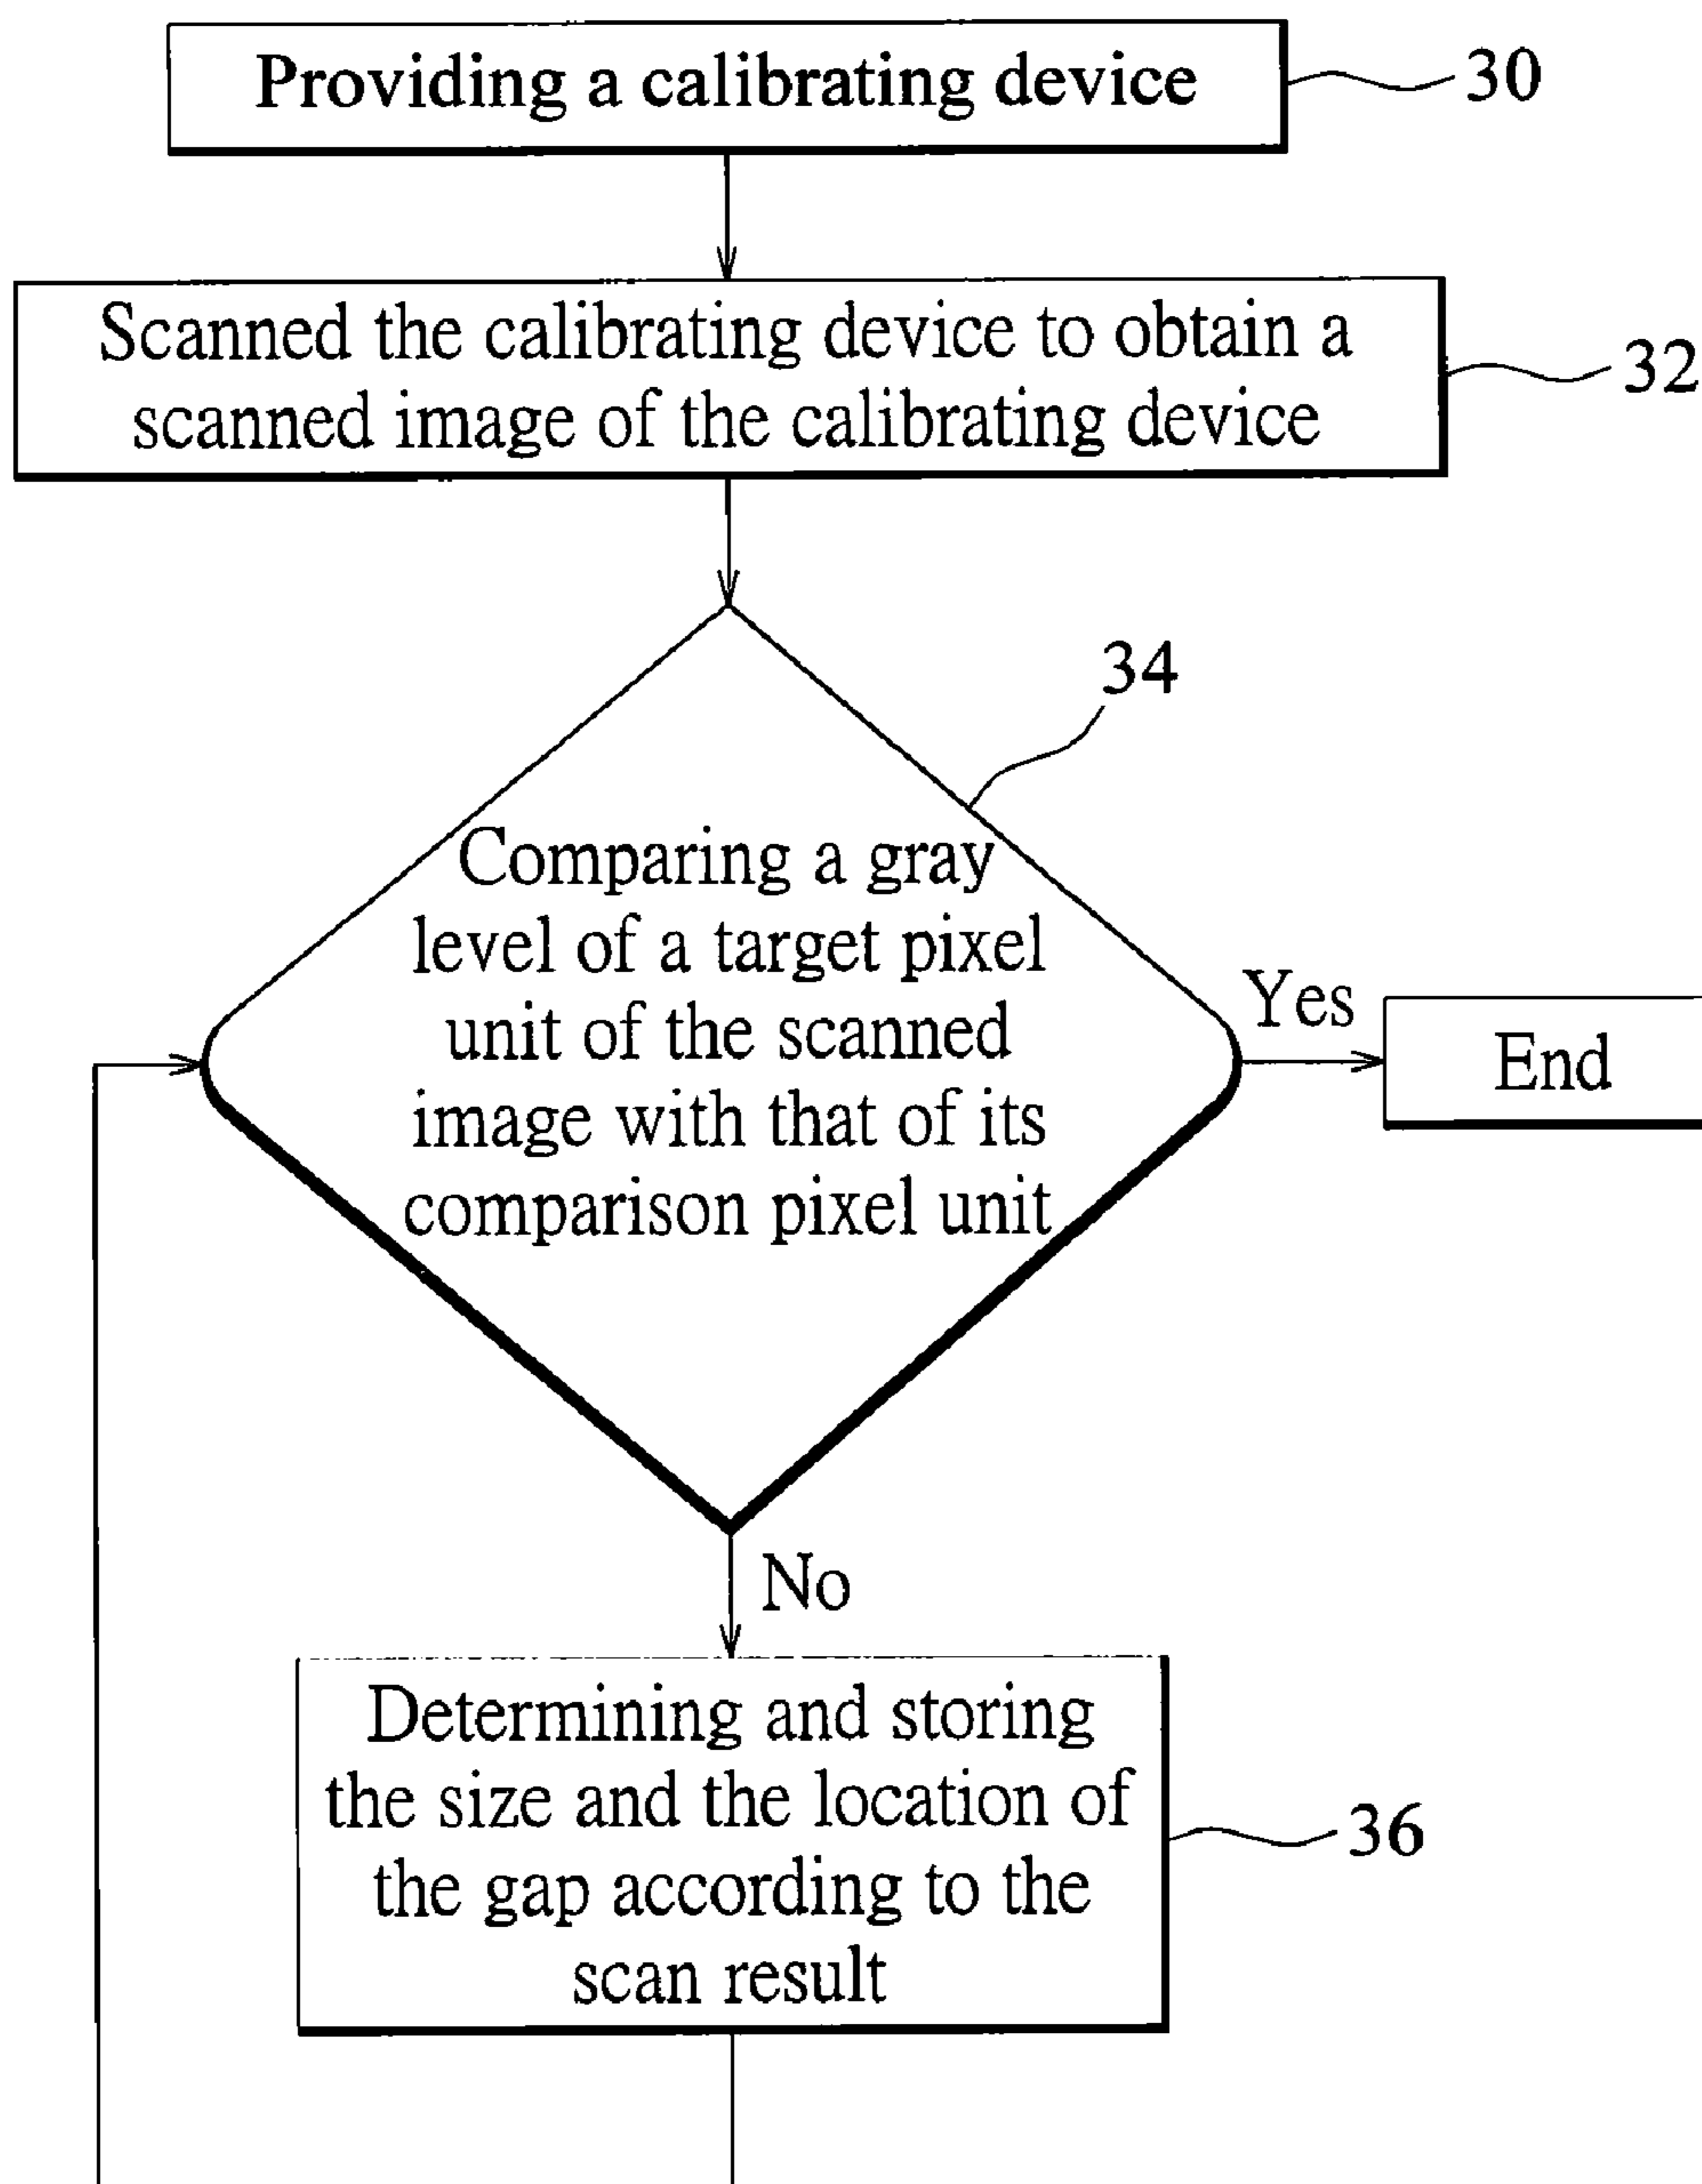 Providing a calibrating device
30
Scanned the calibrating device to obtain a
scanned image of the calibrating device
32
34
Comparing a gray
level of a target pixel
unit of the scanned
image with that of its
comparison pixel unit
Yes
End
No
Determining and storing
the size and the location of
the gap according to the
scan result
36